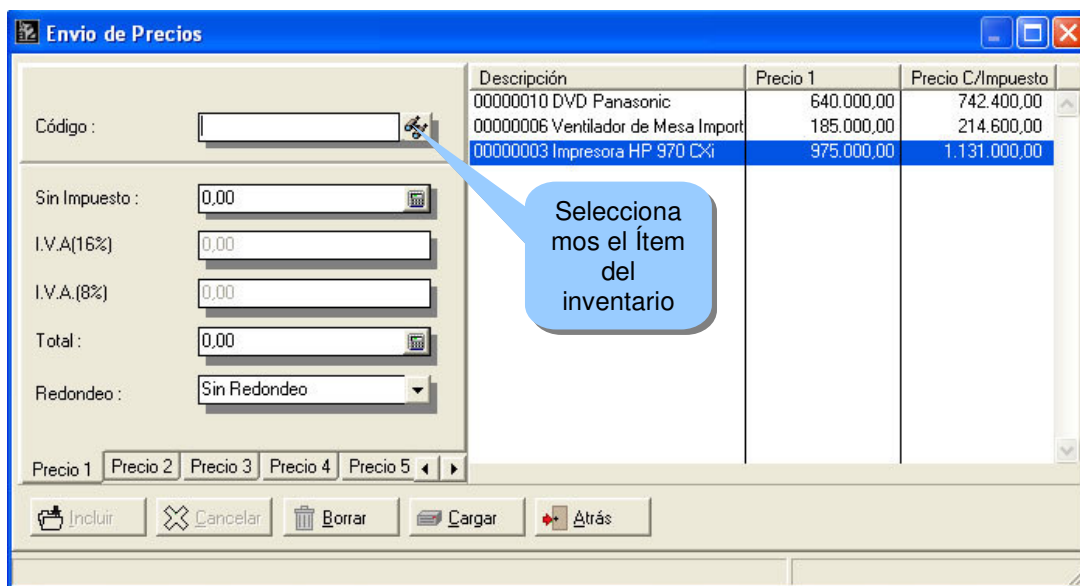 Envio de Precios
Descripción Precio 1 Precio C/Impuesto
00000010 DVD Panasonic 640.000,00 742.400,00
Código :
00000006 Ventilador de Mesa Import 185.000,00 214.600,00
00000003 Impresora HP 970 CXi 975.000,00 1.131.000,00
Sin Impuesto : 0,00
I.V.A(16%) 0,00
I.V.A.(8%) 0,00
Total : 0,00
Redondeo : Sin Redondeo
Selecciona
mos el Ítem
del
inventario
Precio 1 Precio 2 Precio 3 Precio 4 Precio 5
Incluir Cancelar Borrar Cargar Atrás